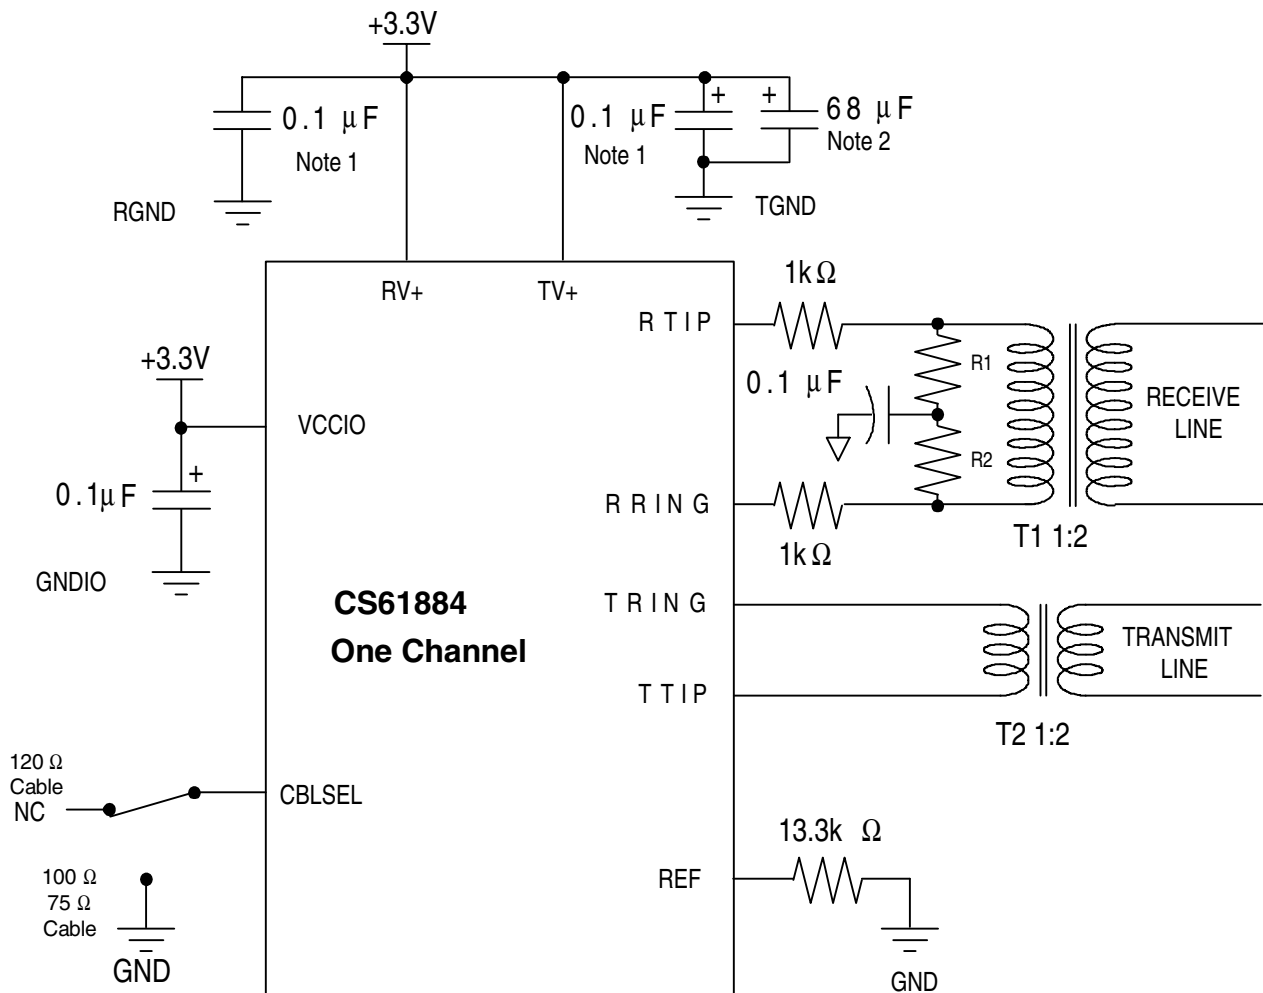 +3.3V
+
+
0.1 μF
Note 1
0.1 μF
Note 1
68 μF
Note 2
RGND
TGND
RV+
TV+
1kΩ
RTIP
+3.3V
R1
0.1 μF
RECEIVE
LINE
VCCIO
R2
+
0.1μF
RRING
1kΩ
T1 1:2
GNDIO
CS61884
One Channel
TRING
TRANSMIT
LINE
TTIP
T2 1:2
120 Ω
Cable
NC
CBLSEL
13.3k Ω
100 Ω
75 Ω
Cable
GND
REF
GND